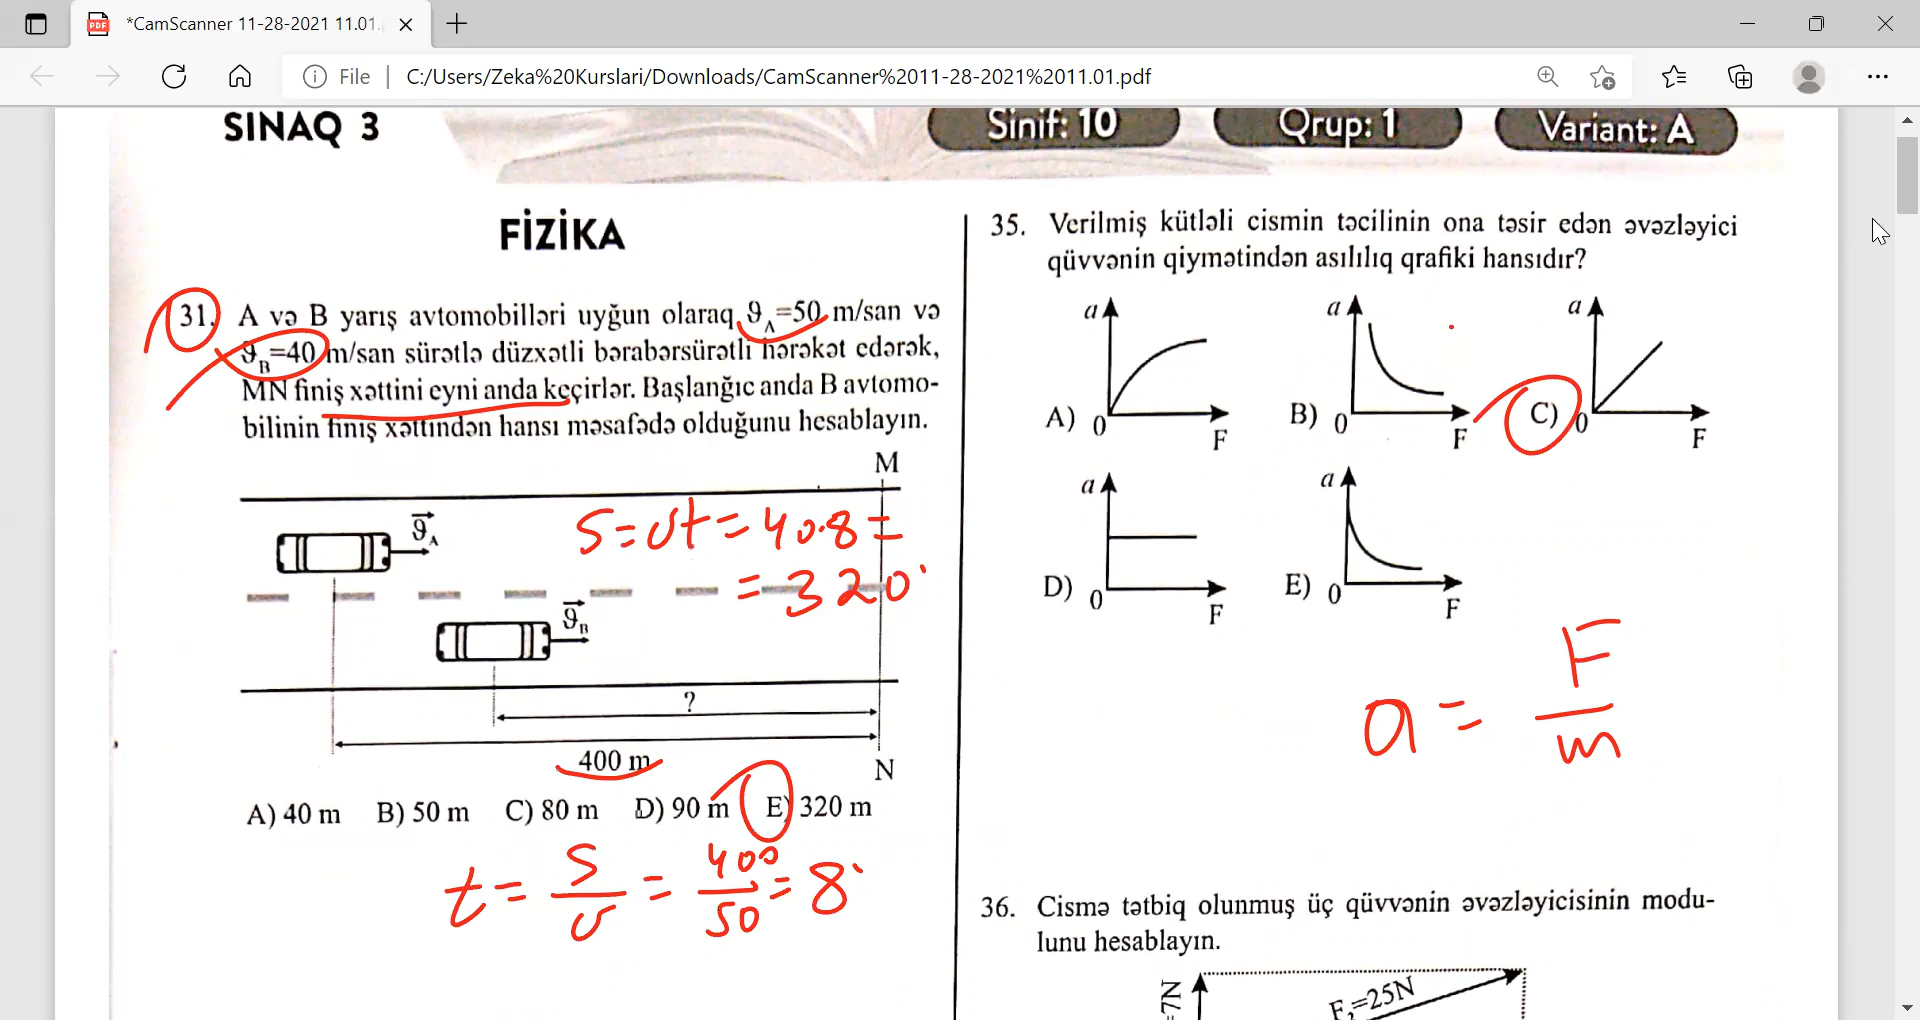 *CamScanner 11-28-2021 11.01.
File
C:/Users/Zeka%20Kurslari/Downloads/CamScanner%2011-28-2021%2011.01.pdf
SINAQ 3
Sinif: 10
Qrup: 1
Variant: A
FİZİKA
31. A və B yarış avtomobilləri uyğun olaraq ϑA=50 m/san və
ϑB=40 m/san sürətlə düzxətli bərabərsürətli hərəkət edərək,
MN finiş xəttini eyni anda keçirlər. Başlanğıc anda B avtomo-
bilinin finiş xəttindən hansı məsafədə olduğunu hesablayın.
M
ϑA
S=υt=40·8=
=320
ϑB
?
400 m
N
A) 40 m B) 50 m C) 80 m D) 90 m E) 320 m
t = S/υ = 400/50 = 8
35. Verilmiş kütləli cismin təcilinin ona təsir edən əvəzləyici
qüvvənin qiymətindən asılılıq qrafiki hansıdır?
a a a
A) 0 F B) 0 F C) 0 F
a a
D) 0 F E) 0 F
a = F/m
36. Cismə tətbiq olunmuş üç qüvvənin əvəzləyicisinin modu-
lunu hesablayın.
=7N
F2=25N